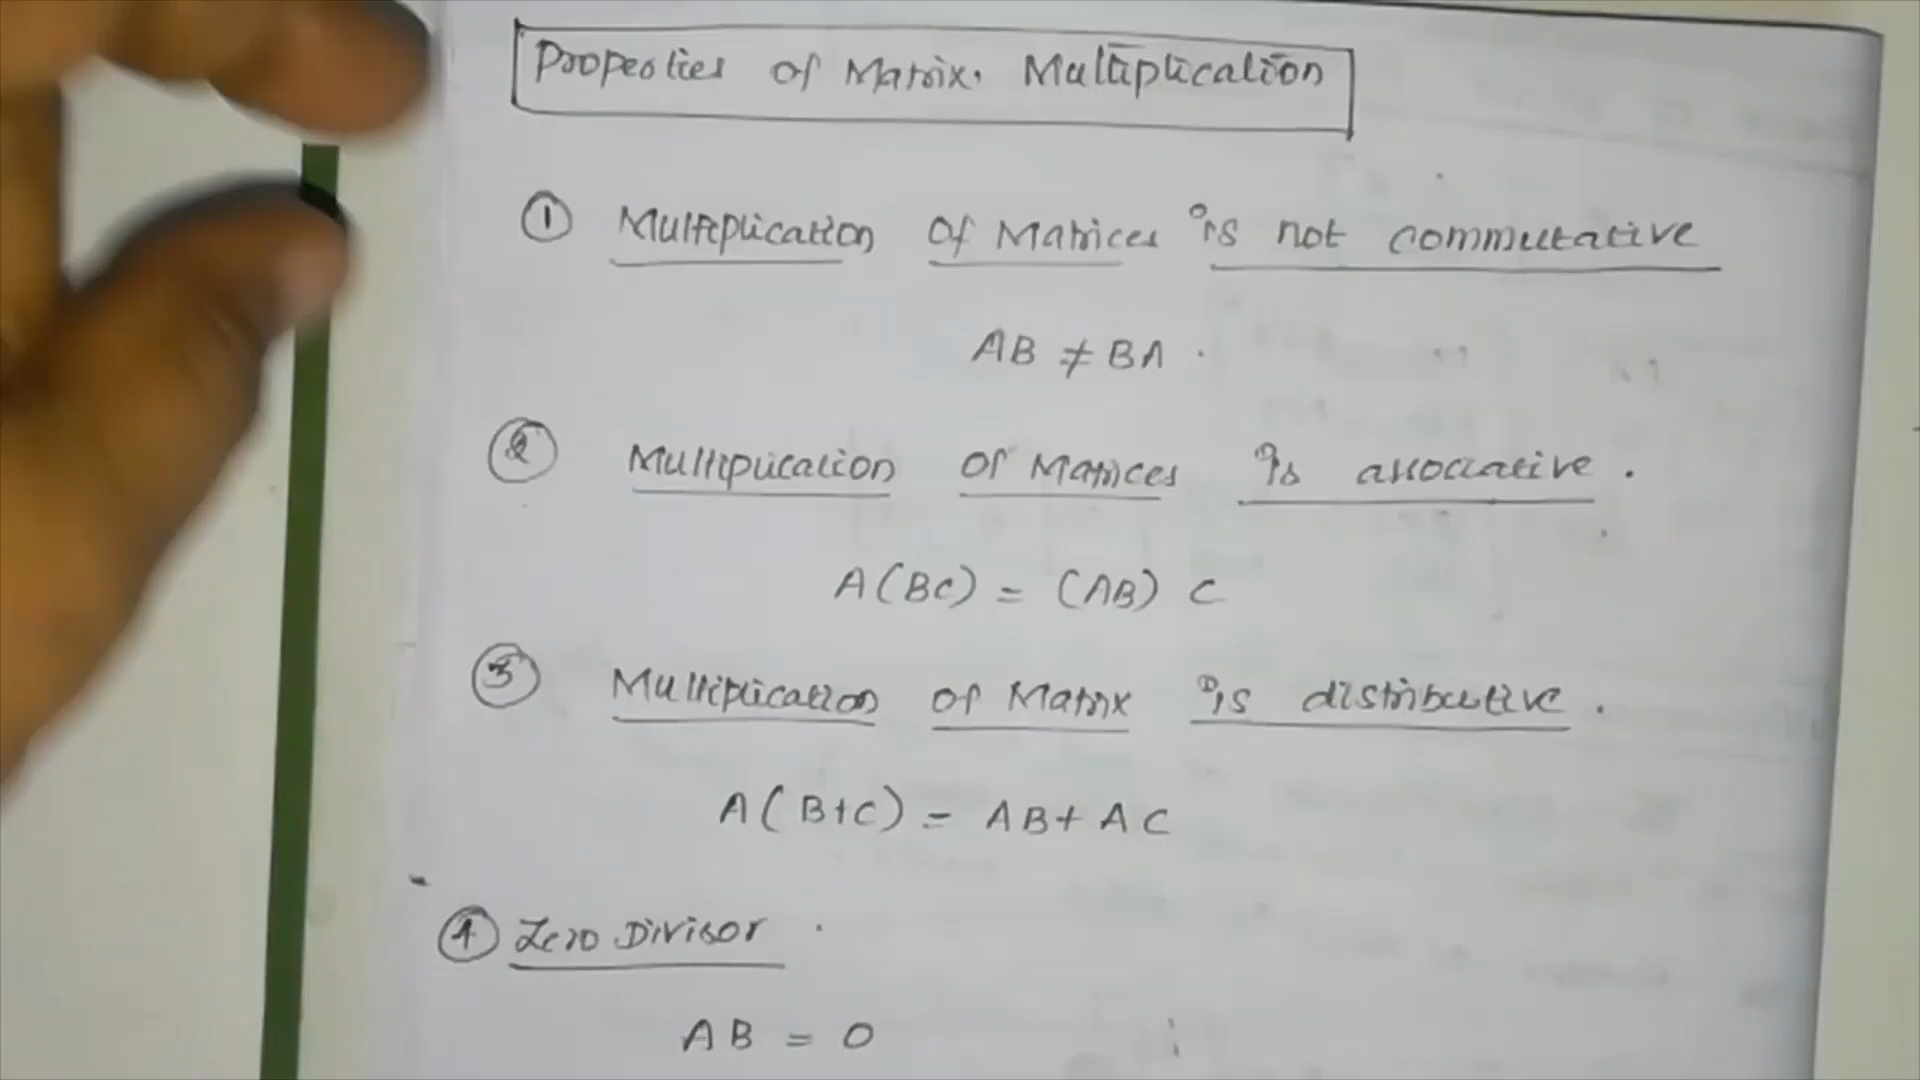 Properties of Matrix. Multiplication
① Multiplication of Matrices is not commutative
AB ≠ BA .
② Multiplication of Matrices is associative .
A(BC) = (AB) C
③ Multiplication of Matrix is distributive .
A(B+C) = AB + AC
④ Zero Divisor .
AB = 0